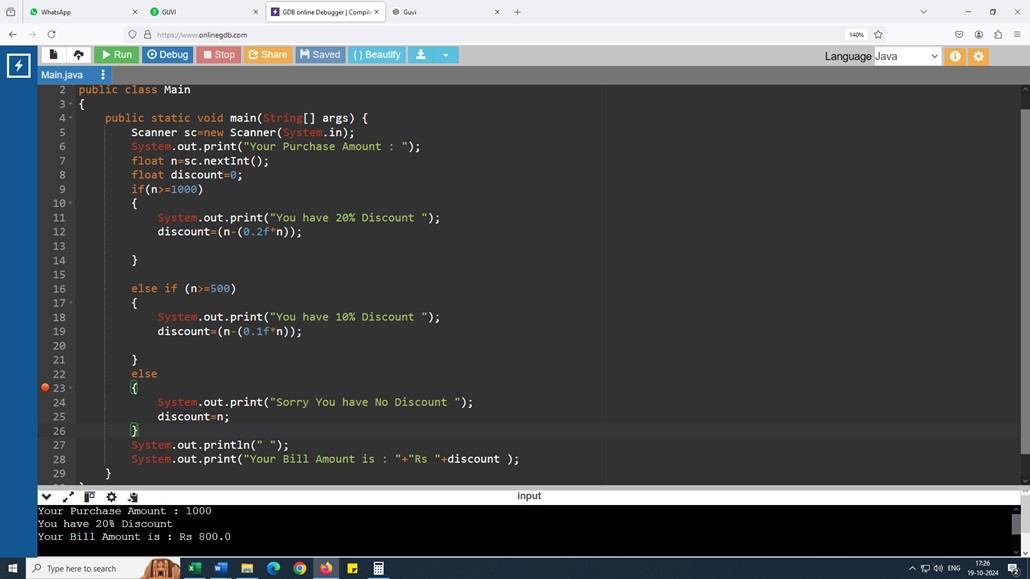 WhatsApp
GUVI
GDB online Debugger | Compile
Guvi
https://www.onlinegdb.com
140%
Run
Debug
Stop
Share
Saved
{ } Beautify
Language Java
Main.java
2 public class Main
3 {
4 public static void main(String[] args) {
5 Scanner sc=new Scanner(System.in);
6 System.out.print("Your Purchase Amount : ");
7 float n=sc.nextInt();
8 float discount=0;
9 if(n>=1000)
10 {
11 System.out.print("You have 20% Discount ");
12 discount=(n-(0.2f*n));
13
14 }
15
16 else if (n>=500)
17 {
18 System.out.print("You have 10% Discount ");
19 discount=(n-(0.1f*n));
20
21 }
22 else
23 {
24 System.out.print("Sorry You have No Discount ");
25 discount=n;
26 }
27 System.out.println(" ");
28 System.out.print("Your Bill Amount is : "+"Rs "+discount );
29 }
input
Your Purchase Amount : 1000
You have 20% Discount
Your Bill Amount is : Rs 800.0
Type here to search
ENG
17:26
19-10-2024